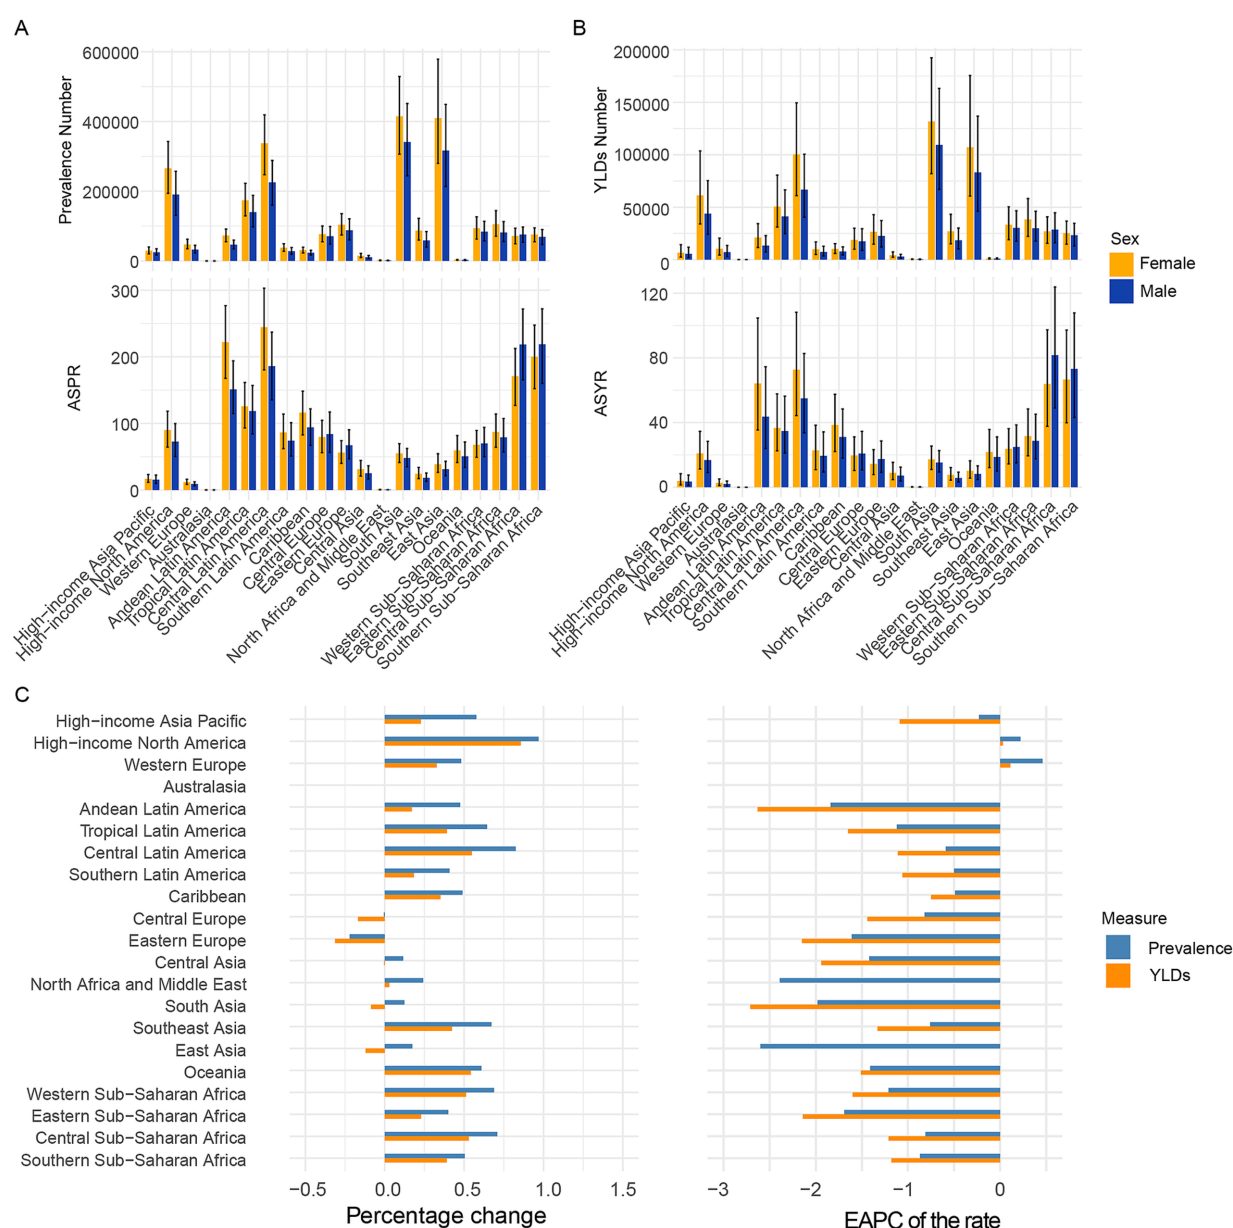 A
B
Prevalence Number
600000
400000
200000
0
YLDs Number
200000
150000
100000
50000
0
Sex
Female
Male
ASPR
300
200
100
0
ASYR
120
80
40
0
High−income Asia Pacific
High−income North America
Western Europe
Australasia
Andean Latin America
Tropical Latin America
Central Latin America
Southern Latin America
Caribbean
Central Europe
Eastern Europe
Central Asia
North Africa and Middle East
South Asia
Southeast Asia
East Asia
Oceania
Western Sub−Saharan Africa
Eastern Sub−Saharan Africa
Central Sub−Saharan Africa
Southern Sub−Saharan Africa
High−income Asia Pacific
High−income North America
Western Europe
Australasia
Andean Latin America
Tropical Latin America
Central Latin America
Southern Latin America
Caribbean
Central Europe
Eastern Europe
Central Asia
North Africa and Middle East
South Asia
Southeast Asia
East Asia
Oceania
Western Sub−Saharan Africa
Eastern Sub−Saharan Africa
Central Sub−Saharan Africa
Southern Sub−Saharan Africa
C
High−income Asia Pacific
High−income North America
Western Europe
Australasia
Andean Latin America
Tropical Latin America
Central Latin America
Southern Latin America
Caribbean
Central Europe
Eastern Europe
Central Asia
North Africa and Middle East
South Asia
Southeast Asia
East Asia
Oceania
Western Sub−Saharan Africa
Eastern Sub−Saharan Africa
Central Sub−Saharan Africa
Southern Sub−Saharan Africa
−0.5 0.0 0.5 1.0 1.5
Percentage change
−3 −2 −1 0
EAPC of the rate
Measure
Prevalence
YLDs